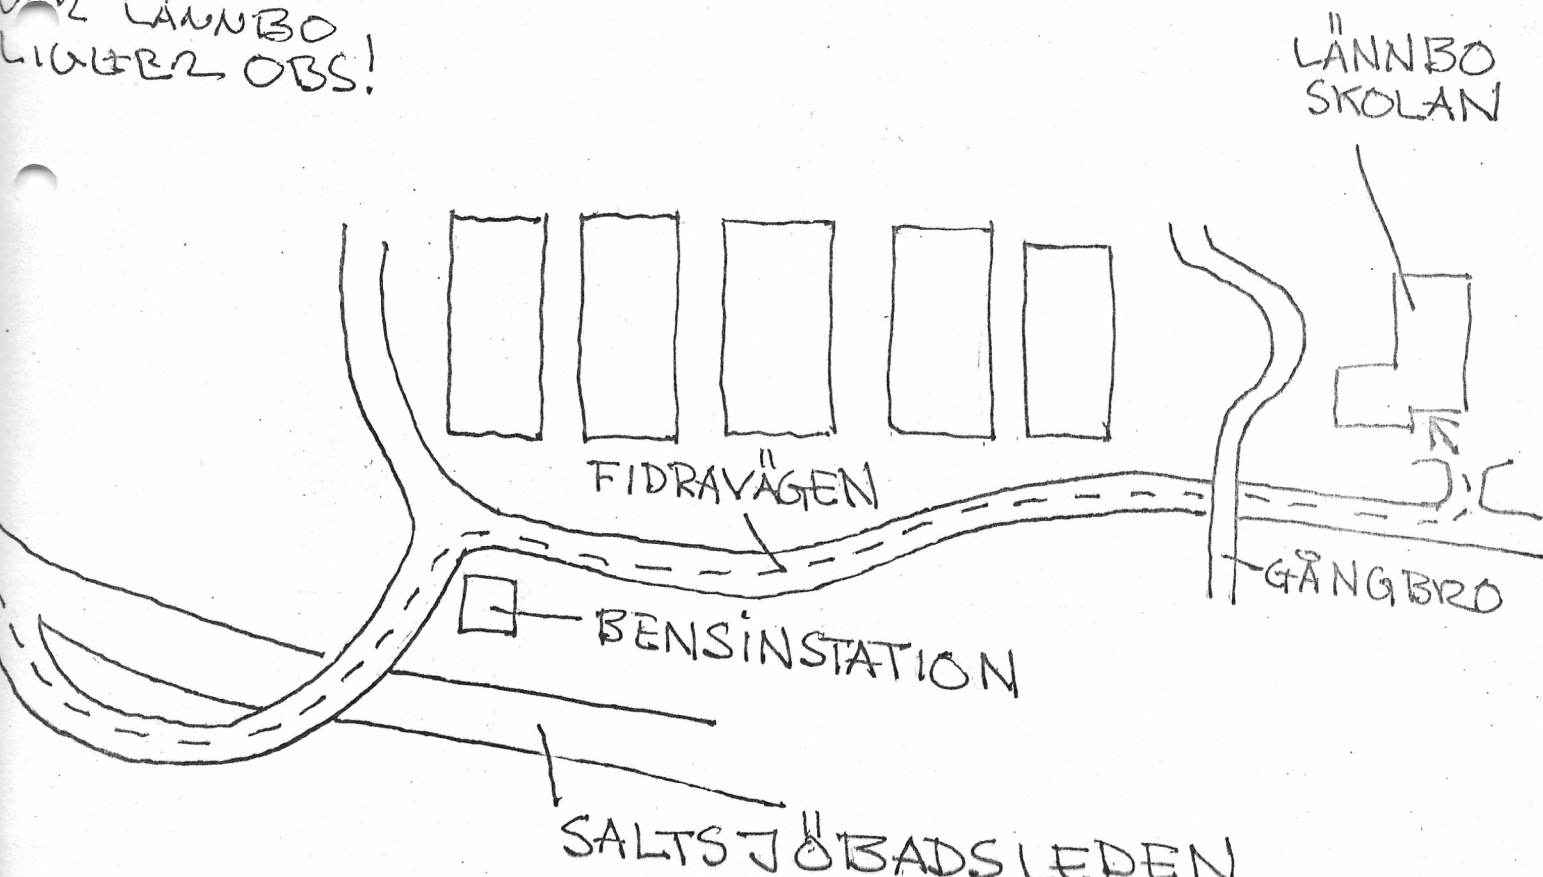 LÄNNBO
LIGGER OBS!
LÄNNBO
SKOLAN
FIDRAVÄGEN
GÅNGBRO
BENSINSTATION
SALTSJÖBADSLEDEN